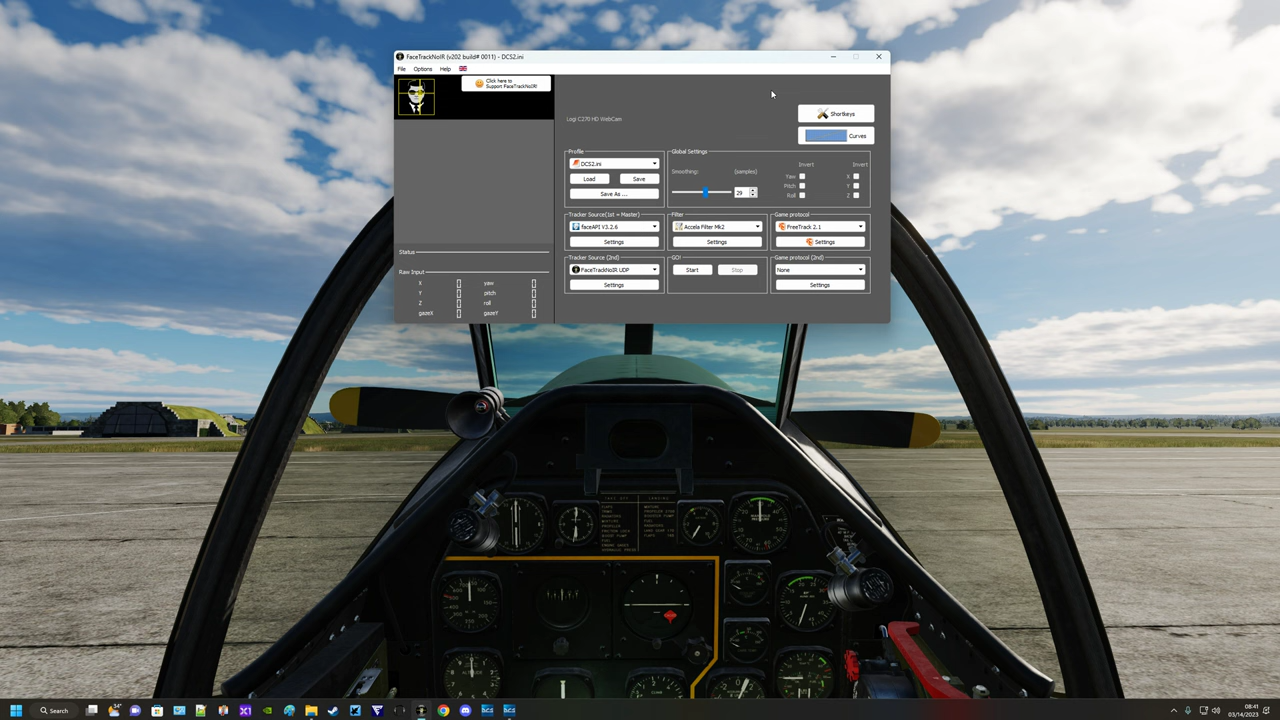 FaceTrackNoIR (v202 build# 0011) - DCS2.ini
File Options Help
Click here to
Support FaceTrackNoIR!
Logi C270 HD WebCam
Shortkeys
Curves
Profile
DCS2.ini
Load Save
Save As ...
Global Settings
Smoothing: (samples)
29
Invert Invert
Yaw X
Pitch Y
Roll Z
Tracker Source(1st = Master)
faceAPI V3.2.6
Settings
Filter
Accela Filter Mk2
Settings
Game protocol
FreeTrack 2.1
Settings
Tracker Source (2nd)
FaceTrackNoIR UDP
Settings
GO!
Start Stop
Game protocol (2nd)
None
Settings
Status
Raw Input
X yaw
Y pitch
Z roll
gazeX gazeY
TAKE OFF LANDING
Search
34°
08:41
03/14/2023